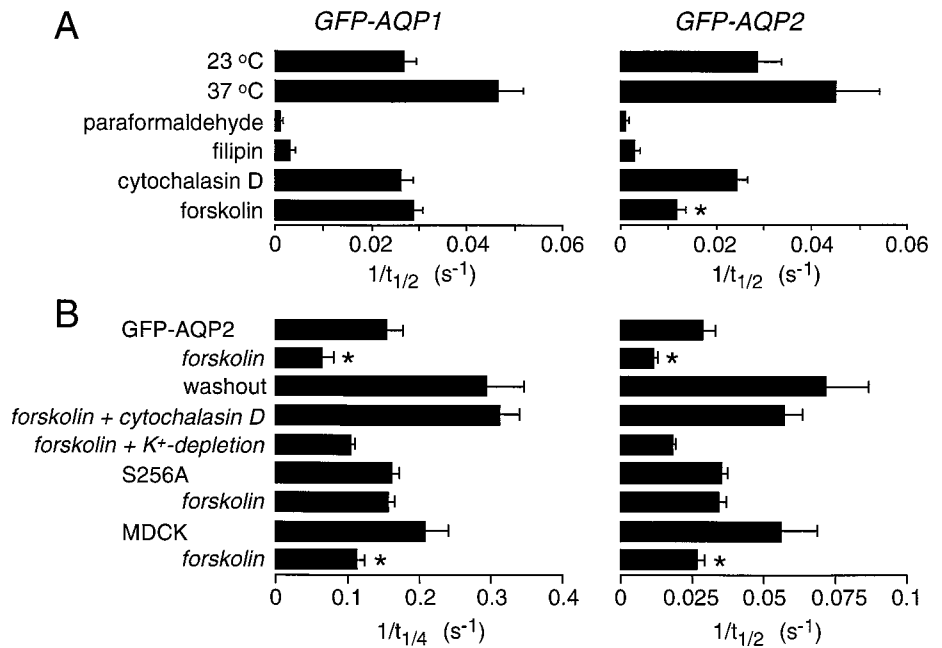 A
GFP-AQP1
GFP-AQP2
23 °C
37 °C
paraformaldehyde
filipin
cytochalasin D
forskolin
*
0 0.02 0.04 0.06
0 0.02 0.04 0.06
1/t1/2 (s-1)
1/t1/2 (s-1)
B
GFP-AQP2
forskolin
* *
washout
forskolin + cytochalasin D
forskolin + K+-depletion
S256A
forskolin
MDCK
forskolin
* *
0 0.1 0.2 0.3 0.4
0 0.025 0.05 0.075 0.1
1/t1/4 (s-1)
1/t1/2 (s-1)